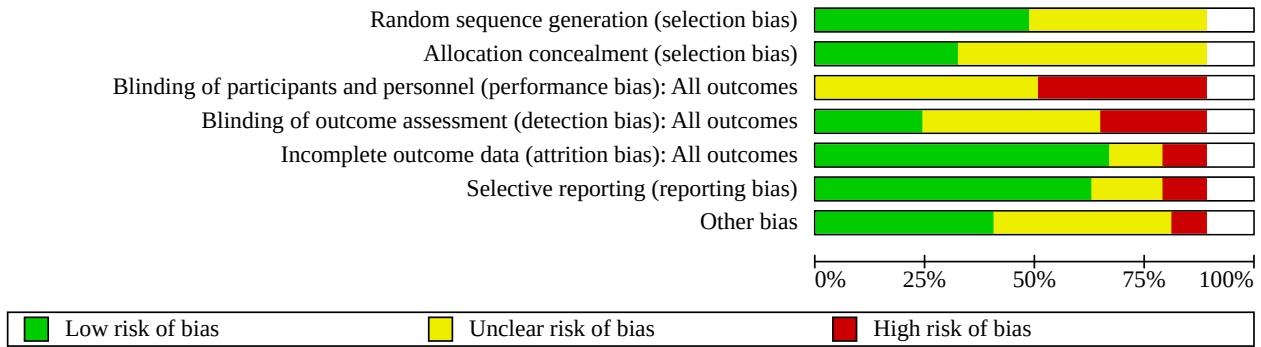 Random sequence generation (selection bias)
Allocation concealment (selection bias)
Blinding of participants and personnel (performance bias): All outcomes
Blinding of outcome assessment (detection bias): All outcomes
Incomplete outcome data (attrition bias): All outcomes
Selective reporting (reporting bias)
Other bias
0% 25% 50% 75% 100%
Low risk of bias Unclear risk of bias High risk of bias